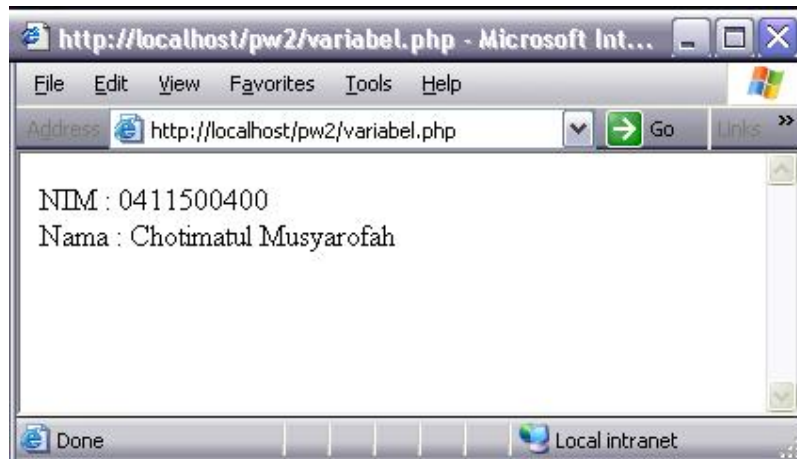 http://localhost/pw2/variabel.php - Microsoft Int...
File Edit View Favorites Tools Help
Address http://localhost/pw2/variabel.php Go Links »
NIM : 0411500400
Nama : Chotimatul Musyarofah
Done Local intranet